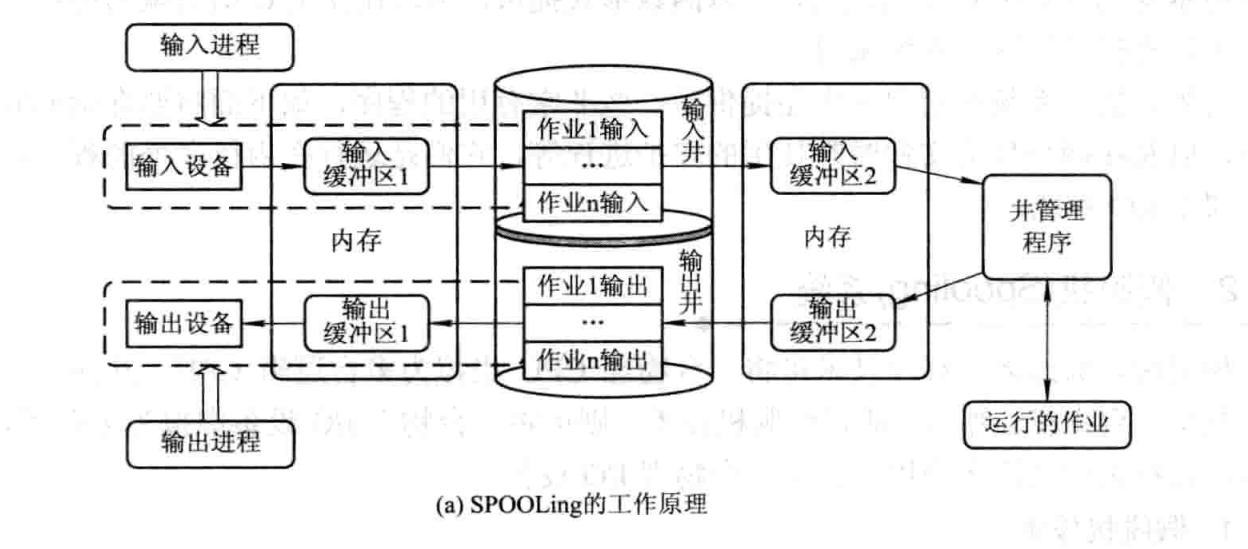 输入进程
输入设备
输入
缓冲区1
内存
作业1输入
...
作业n输入
输入井
输入
缓冲区2
内存
井管理
程序
输出设备
输出
缓冲区1
作业1输出
...
作业n输出
输出井
输出
缓冲区2
输出进程
运行的作业
(a) SPOOLing的工作原理